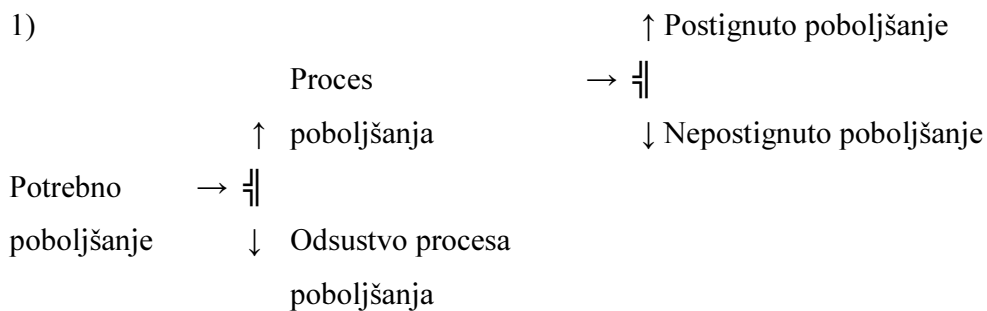 1) ↑ Postignuto poboljšanje
Proces → ╣
↑ poboljšanja ↓ Nepostignuto poboljšanje
Potrebno → ╣
poboljšanje ↓ Odsustvo procesa
poboljšanja